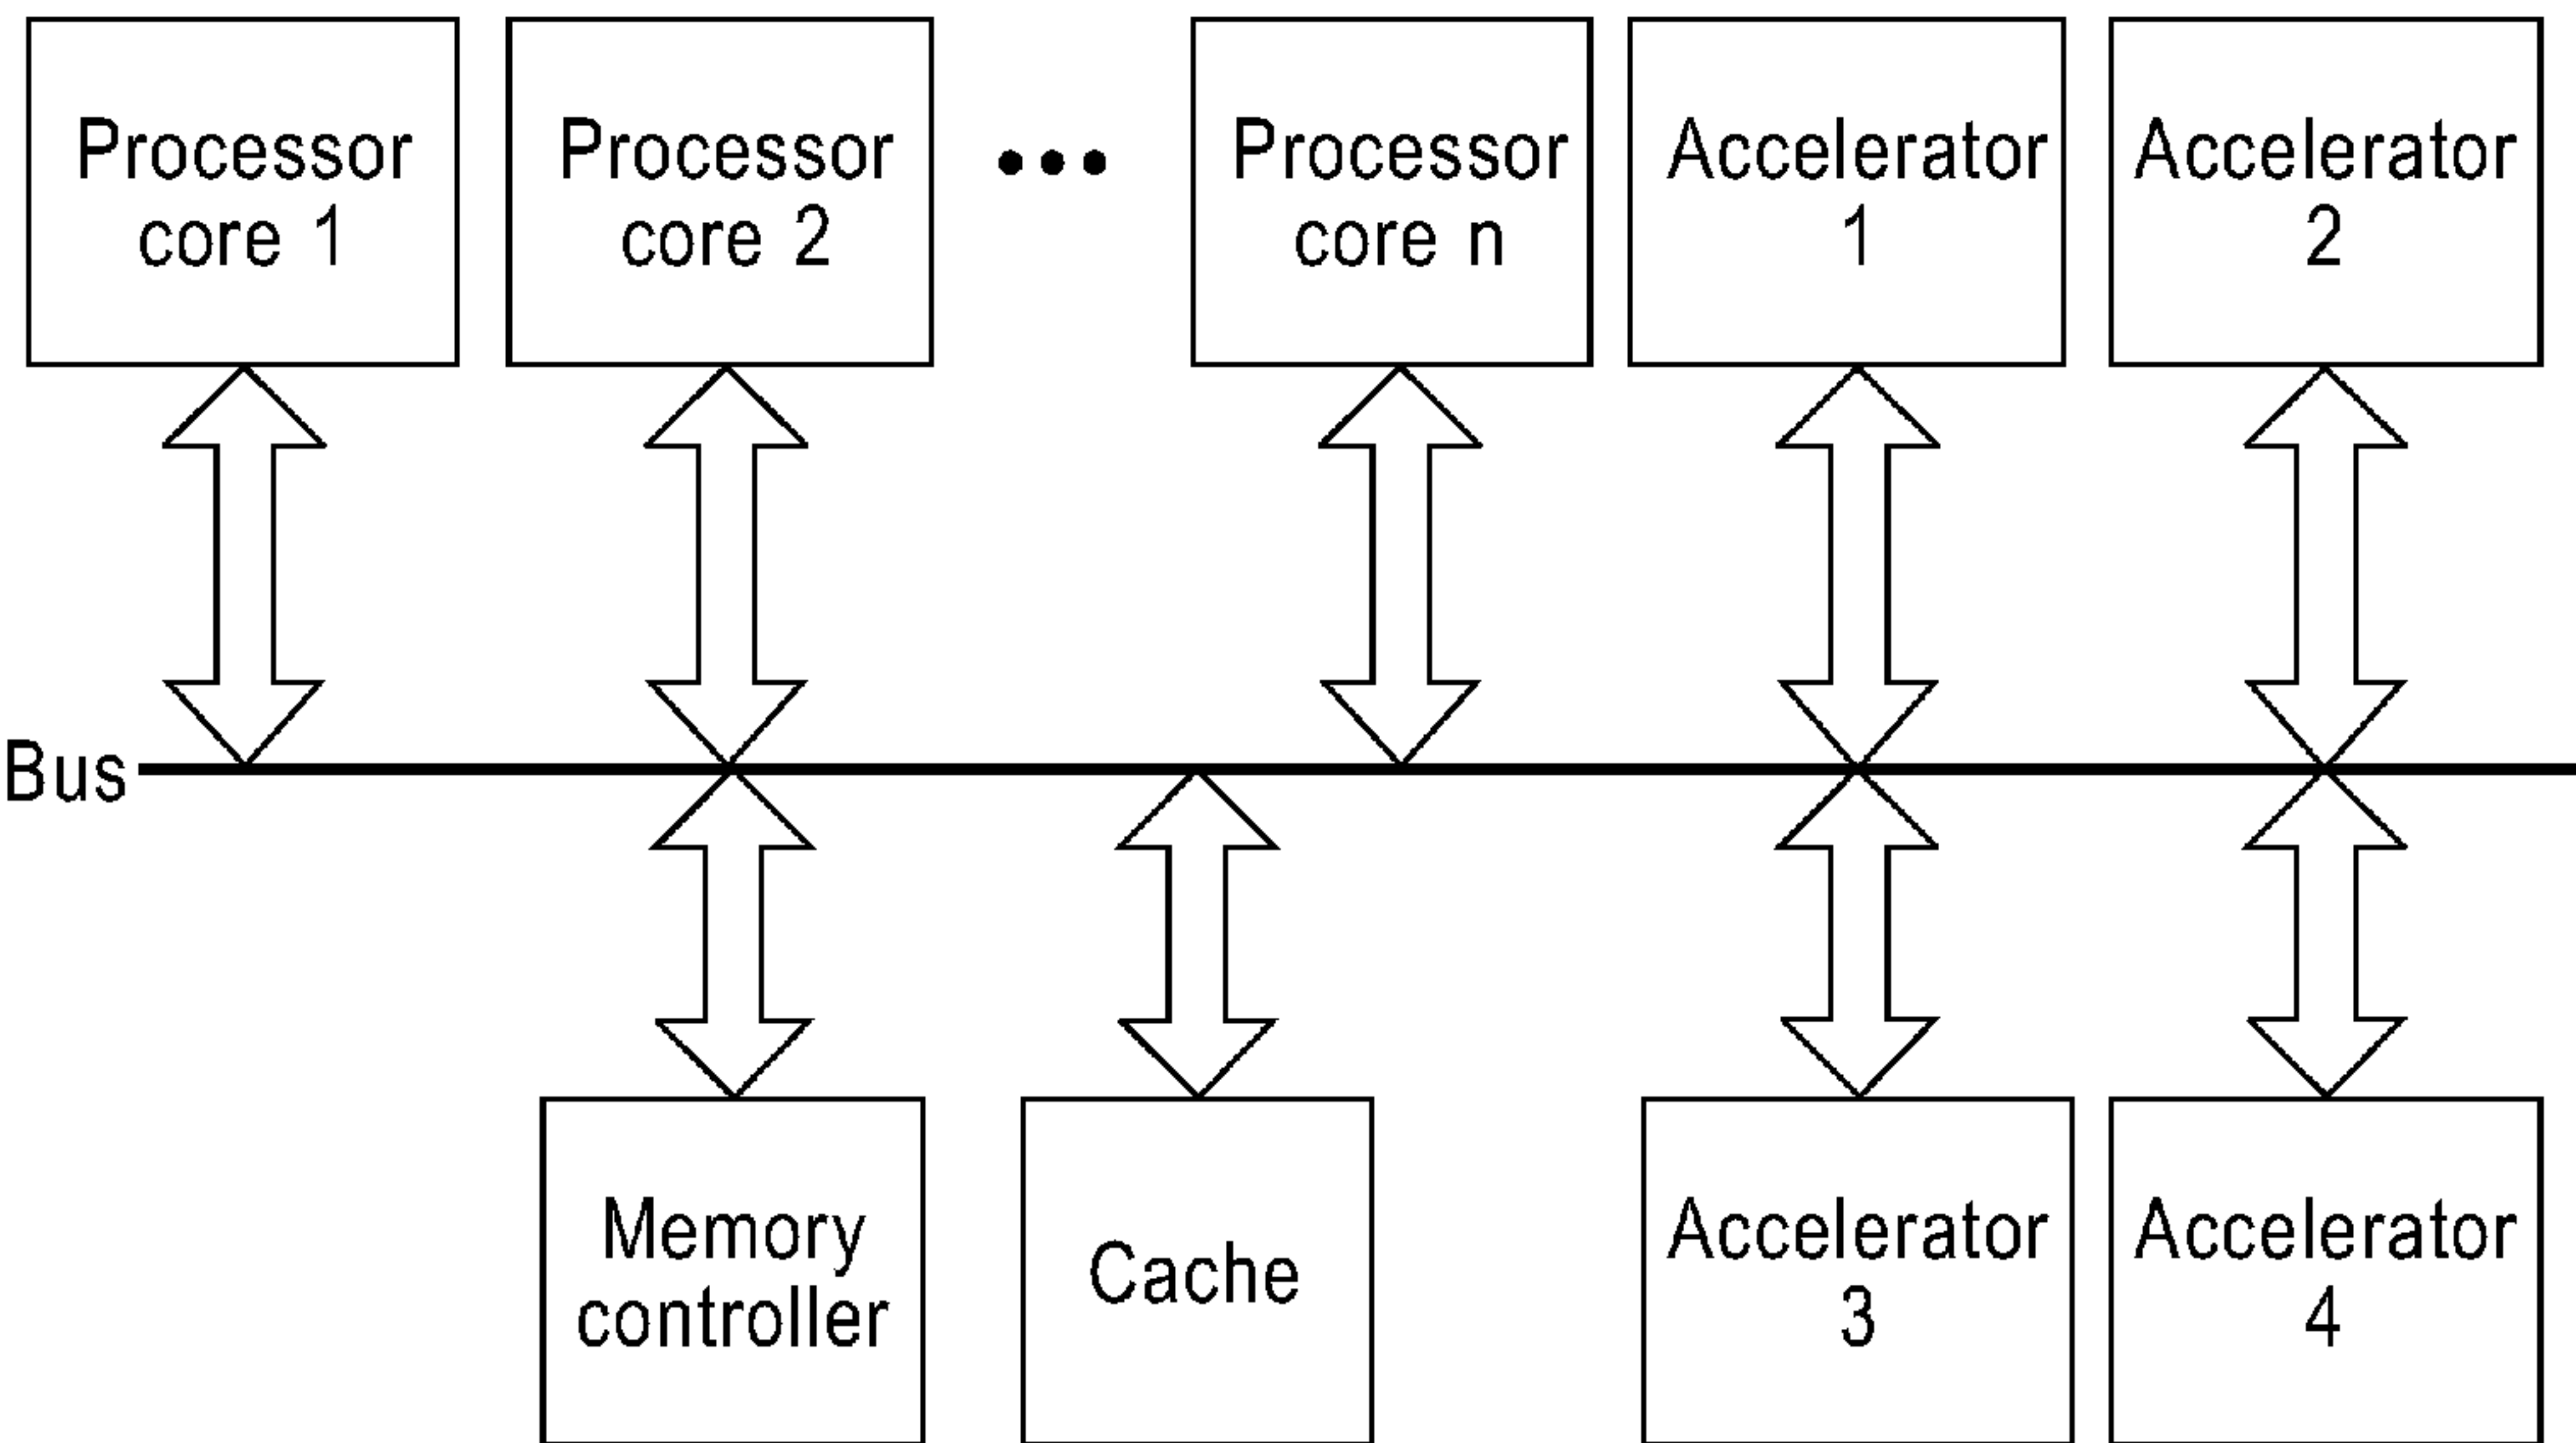 Processor
core 1
Processor
core 2
•••
Processor
core n
Accelerator
1
Accelerator
2
Bus
Memory
controller
Cache
Accelerator
3
Accelerator
4